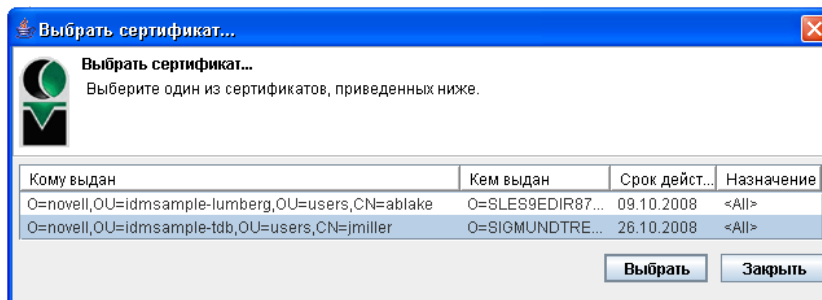 Выбрать сертификат...
Выбрать сертификат...
Выберите один из сертификатов, приведенных ниже.
Кому выдан Кем выдан Срок дейст... Назначение
O=novell,OU=idmsample-lumberg,OU=users,CN=ablake O=SLES9EDIR87... 09.10.2008 <All>
O=novell,OU=idmsample-tdb,OU=users,CN=jmiller O=SIGMUNDTRE... 26.10.2008 <All>
Выбрать Закрыть